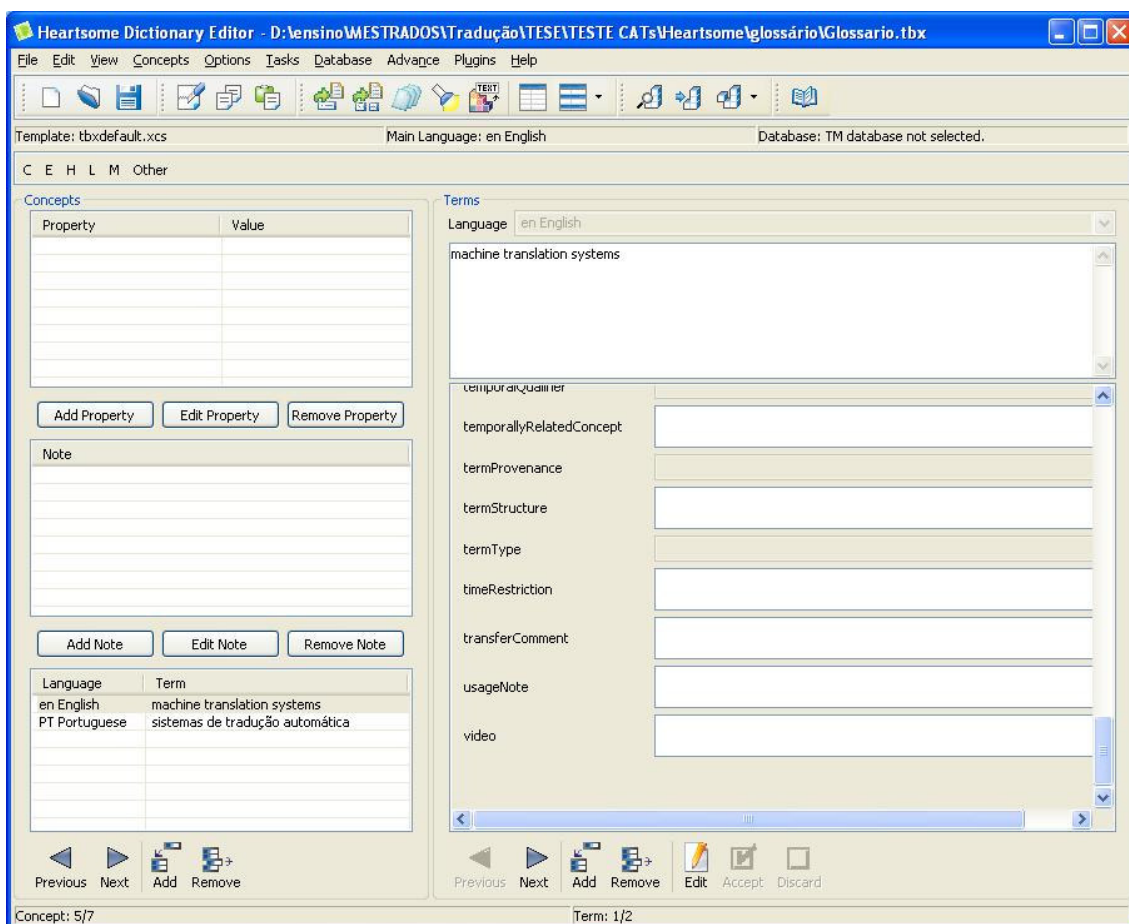 Heartsome Dictionary Editor - D:\ensino\MESTRADOS\Tradução\TESE\TESTE CATs\Heartsome\glossário\Glossario.tbx
File Edit View Concepts Options Tasks Database Advance Plugins Help
TEXT
Template: tbxdefault.xcs Main Language: en English Database: TM database not selected.
C E H L M Other
Concepts
Property Value
Add Property Edit Property Remove Property
Note
Add Note Edit Note Remove Note
Language Term
en English machine translation systems
PT Portuguese sistemas de tradução automática
Previous Next Add Remove
Concept: 5/7
Terms
Language en English
machine translation systems
temporalQualifier
temporallyRelatedConcept
termProvenance
termStructure
termType
timeRestriction
transferComment
usageNote
video
Previous Next Add Remove Edit Accept Discard
Term: 1/2